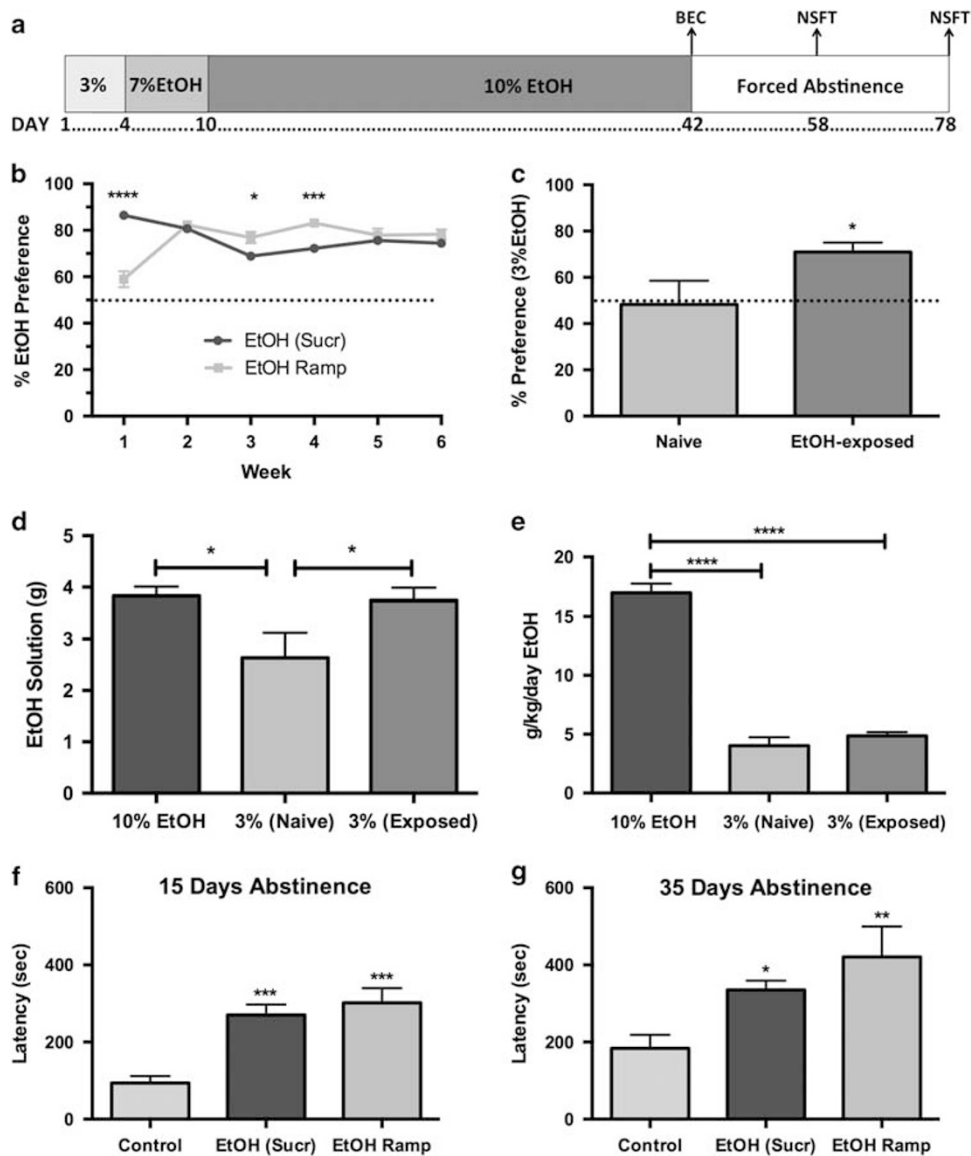 a
BEC NSFT NSFT
3% 7%EtOH 10% EtOH Forced Abstinence
DAY 1 4 10 42 58 78
b
% EtOH Preference
100
80
60
40
20
0
**** * ***
EtOH (Sucr)
EtOH Ramp
1 2 3 4 5 6
Week
c
% Preference (3%EtOH)
100
80
60
40
20
0
*
Naive EtOH-exposed
d
EtOH Solution (g)
5
4
3
2
1
0
* *
10% EtOH 3% (Naive) 3% (Exposed)
e
g/kg/day EtOH
20
15
10
5
0
****
****
10% EtOH 3% (Naive) 3% (Exposed)
f
15 Days Abstinence
Latency (sec)
600
400
200
0
*** ***
Control EtOH (Sucr) EtOH Ramp
g
35 Days Abstinence
Latency (sec)
600
400
200
0
* **
Control EtOH (Sucr) EtOH Ramp